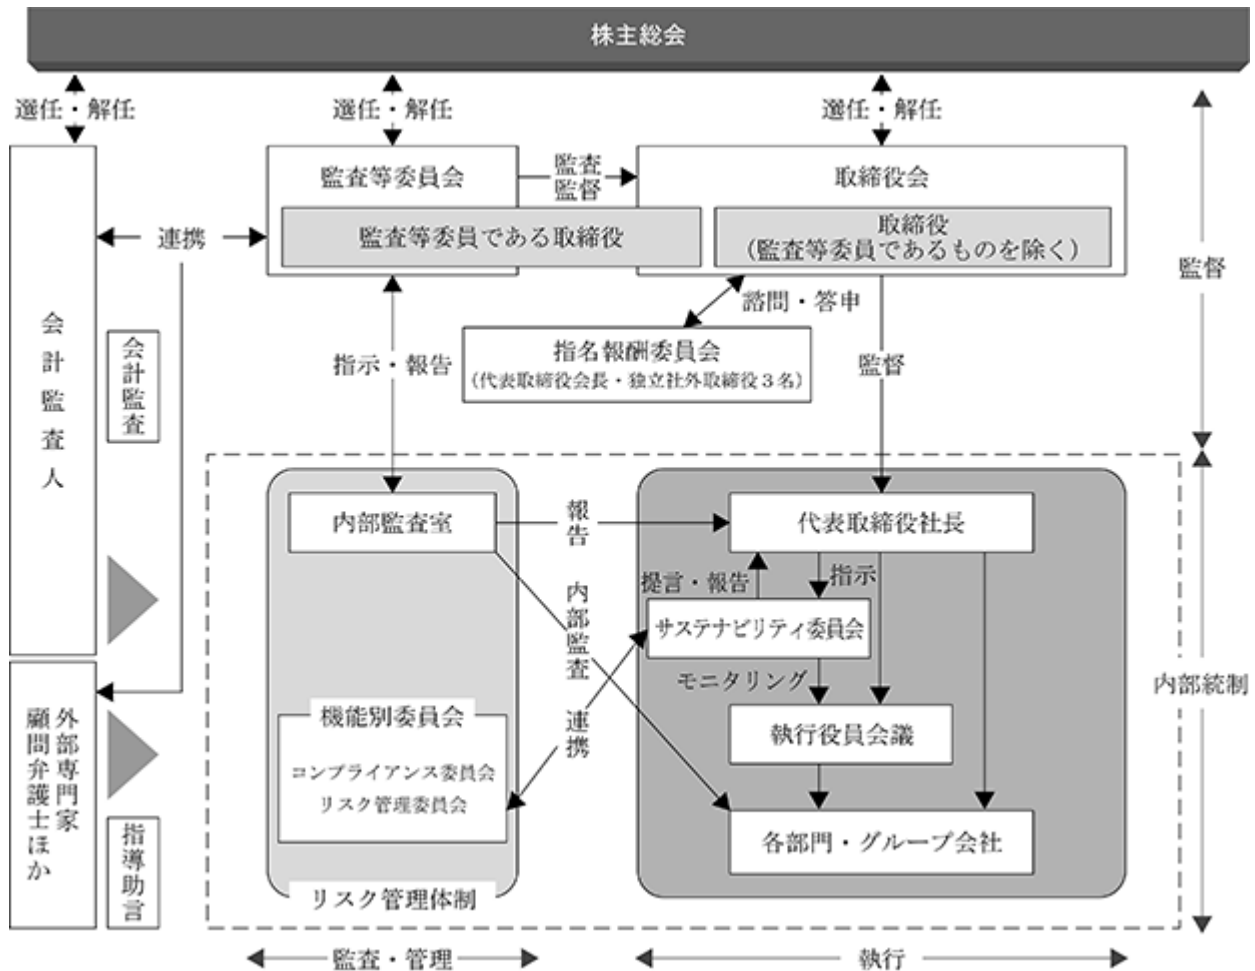 株主総会
選任・解任
選任・解任
選任・解任
監査等委員会
監査
監督
取締役会
監査等委員である取締役
取締役
（監査等委員であるものを除く）
連携
監督
会計監査人
会計監査
指示・報告
諮問・答申
指名報酬委員会
（代表取締役会長・独立社外取締役３名）
監督
内部監査室
報告
代表取締役社長
提言・報告
指示
内部監査
サステナビリティ委員会
モニタリング
連携
執行役員会議
機能別委員会
コンプライアンス委員会
リスク管理委員会
各部門・グループ会社
リスク管理体制
内部統制
外部専門家
顧問弁護士ほか
指導助言
監査・管理
執行